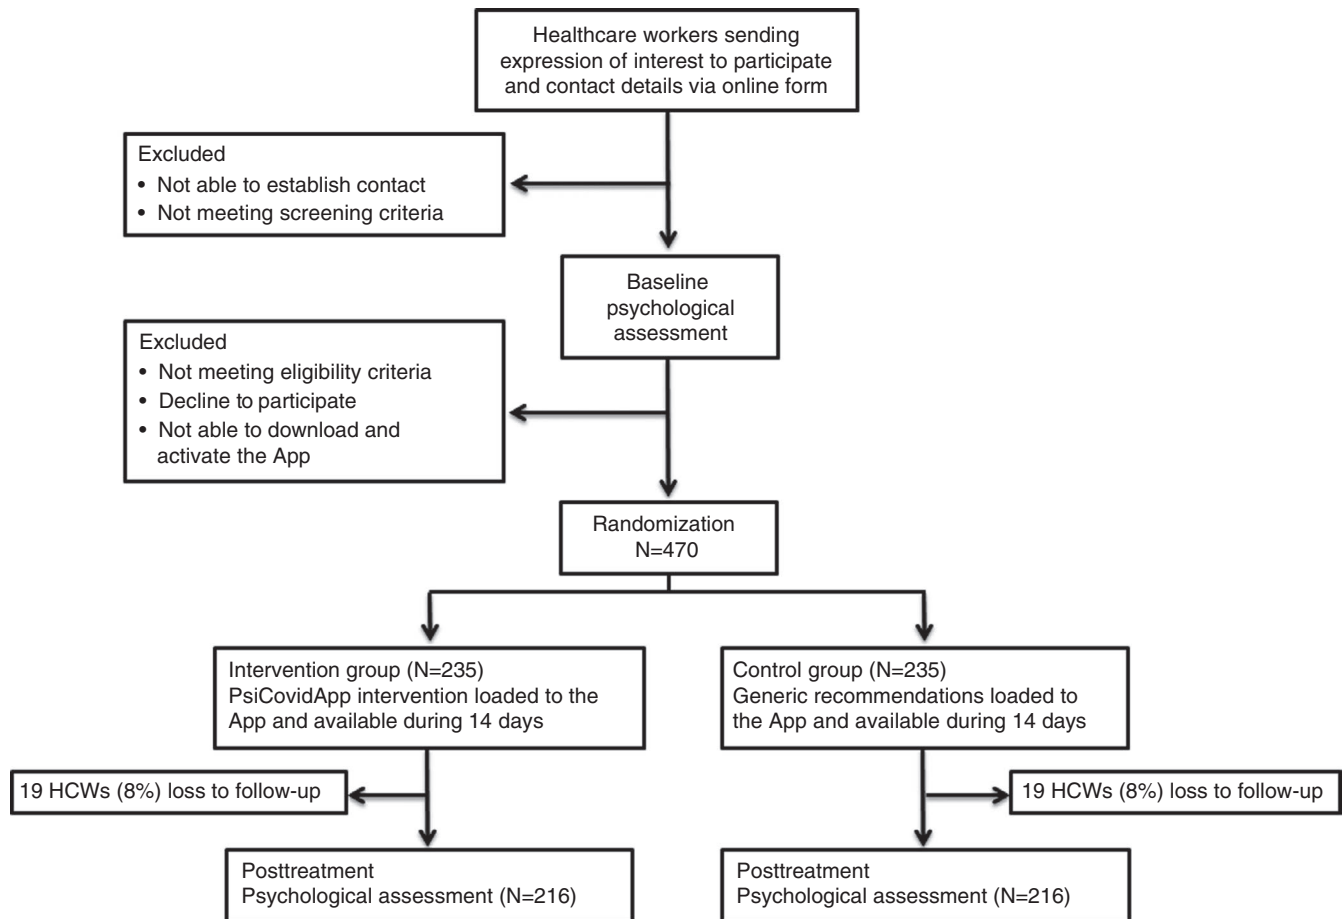 Healthcare workers sending
expression of interest to participate
and contact details via online form
Excluded
• Not able to establish contact
• Not meeting screening criteria
Baseline
psychological
assessment
Excluded
• Not meeting eligibility criteria
• Decline to participate
• Not able to download and
activate the App
Randomization
N=470
Intervention group (N=235)
PsiCovidApp intervention loaded to the
App and available during 14 days
Control group (N=235)
Generic recommendations loaded to
the App and available during 14 days
19 HCWs (8%) loss to follow-up
19 HCWs (8%) loss to follow-up
Posttreatment
Psychological assessment (N=216)
Posttreatment
Psychological assessment (N=216)